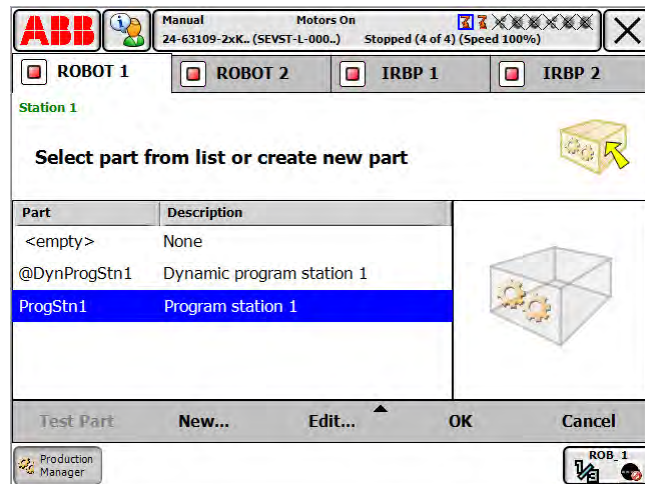 ABB
Manual Motors On
24-63109-2xK.. (SEVST-L-000..) Stopped (4 of 4) (Speed 100%)
ROBOT 1 ROBOT 2 IRBP 1 IRBP 2
Station 1
Select part from list or create new part
Part Description
<empty> None
@DynProgStn1 Dynamic program station 1
ProgStn1 Program station 1
Test Part New... Edit... OK Cancel
Production
Manager
ROB_1
1/3